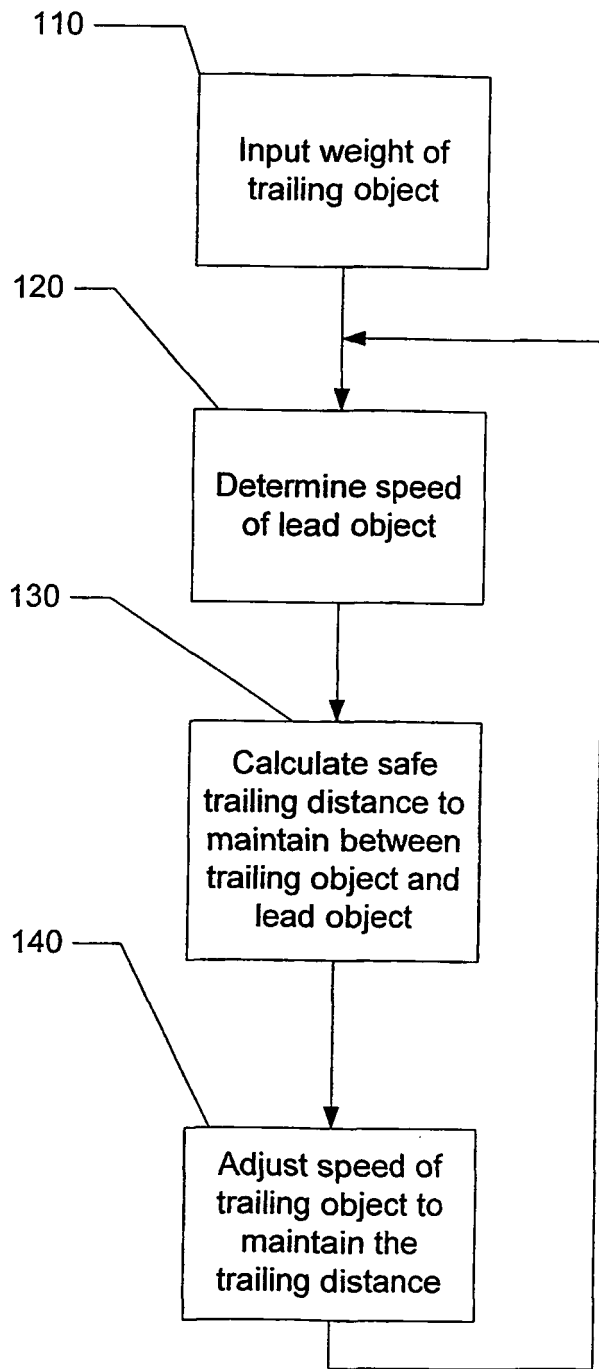 110
Input weight of
trailing object
120
Determine speed
of lead object
130
Calculate safe
trailing distance to
maintain between
trailing object and
lead object
140
Adjust speed of
trailing object to
maintain the
trailing distance